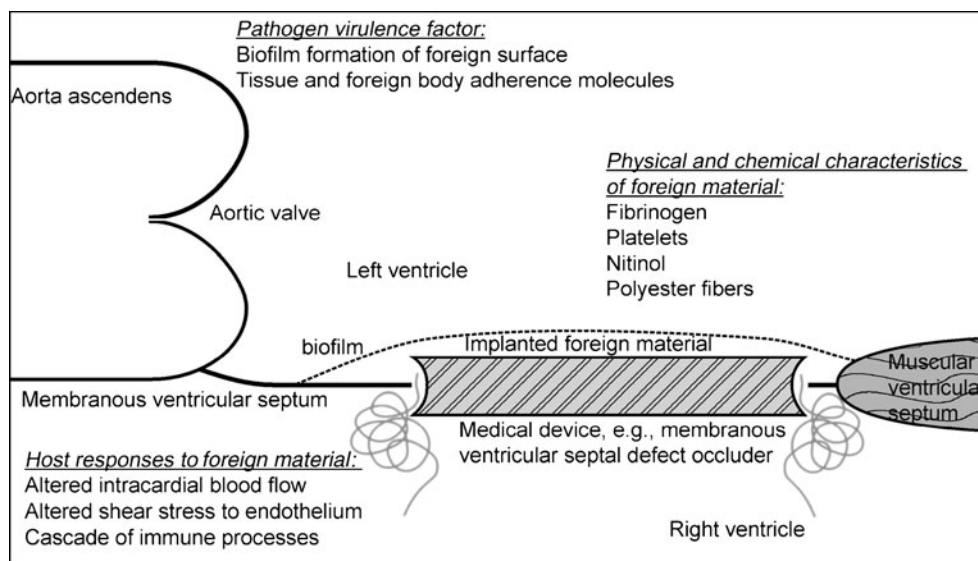 Pathogen virulence factor:
Biofilm formation of foreign surface
Tissue and foreign body adherence molecules
Aorta ascendens
Aortic valve
Physical and chemical characteristics
of foreign material:
Fibrinogen
Platelets
Nitinol
Polyester fibers
Left ventricle
biofilm
Implanted foreign material
Muscular
ventricular
septum
Membranous ventricular septum
Medical device, e.g., membranous
ventricular septal defect occluder
Host responses to foreign material:
Altered intracardial blood flow
Altered shear stress to endothelium
Cascade of immune processes
Right ventricle